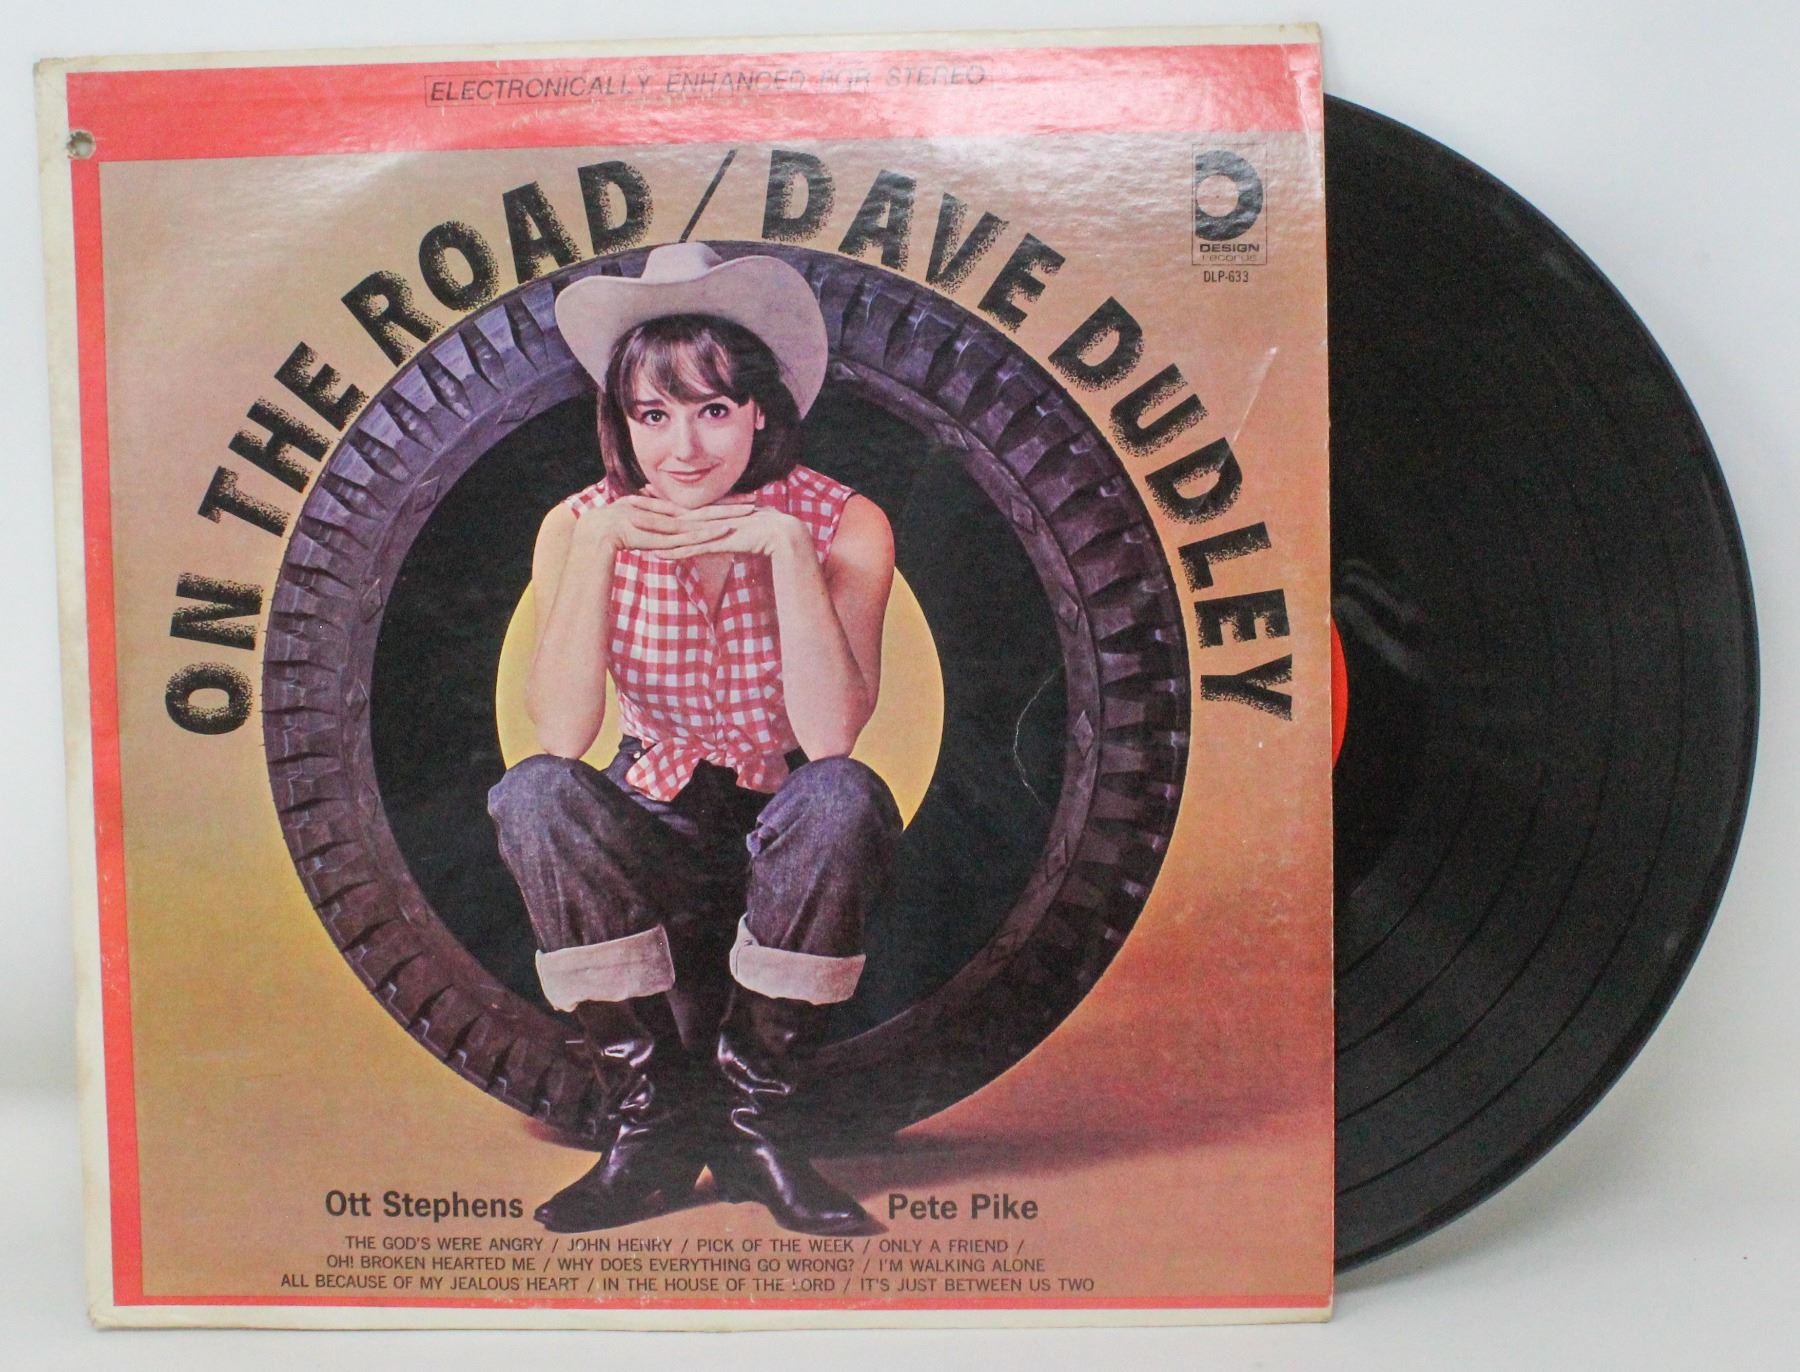 ELECTRONICALLY ENHANCED FOR STEREO
ON THE ROAD / DAVE DUDLEY
DESIGN
records
DLP-633
Ott Stephens
Pete Pike
THE GOD'S WERE ANGRY / JOHN HENRY / PICK OF THE WEEK / ONLY A FRIEND /
OH! BROKEN HEARTED ME / WHY DOES EVERYTHING GO WRONG? / I'M WALKING ALONE
ALL BECAUSE OF MY JEALOUS HEART / IN THE HOUSE OF THE LORD / IT'S JUST BETWEEN US TWO